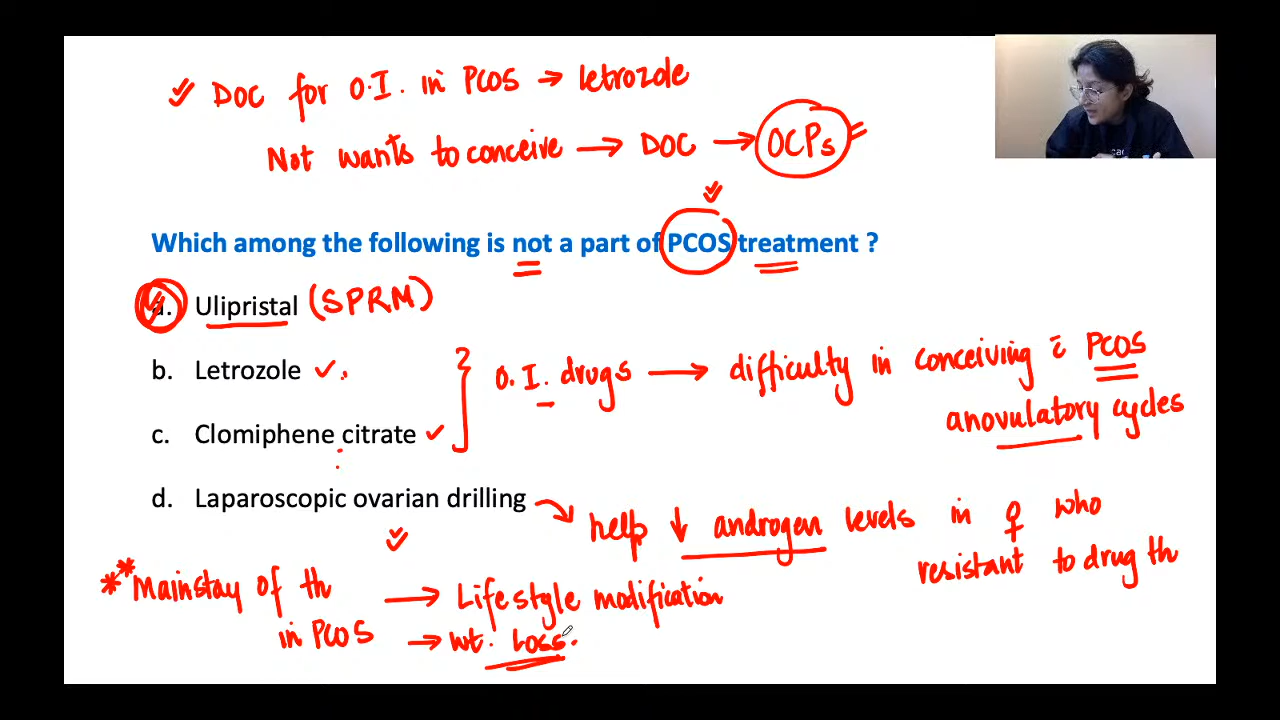 DOC for O.I. in PCOS → letrozole
Not wants to conceive → DOC → OCPs
Which among the following is not a part of PCOS treatment ?
a. Ulipristal (SPRM)
b. Letrozole
O.I. drugs → difficulty in conceiving c̄ PCOS
anovulatory cycles
c. Clomiphene citrate
d. Laparoscopic ovarian drilling
help ↓ androgen levels in ♀ who
resistant to drug th
**Mainstay of th
in PCOS
→ Lifestyle modification
→ wt. loss.